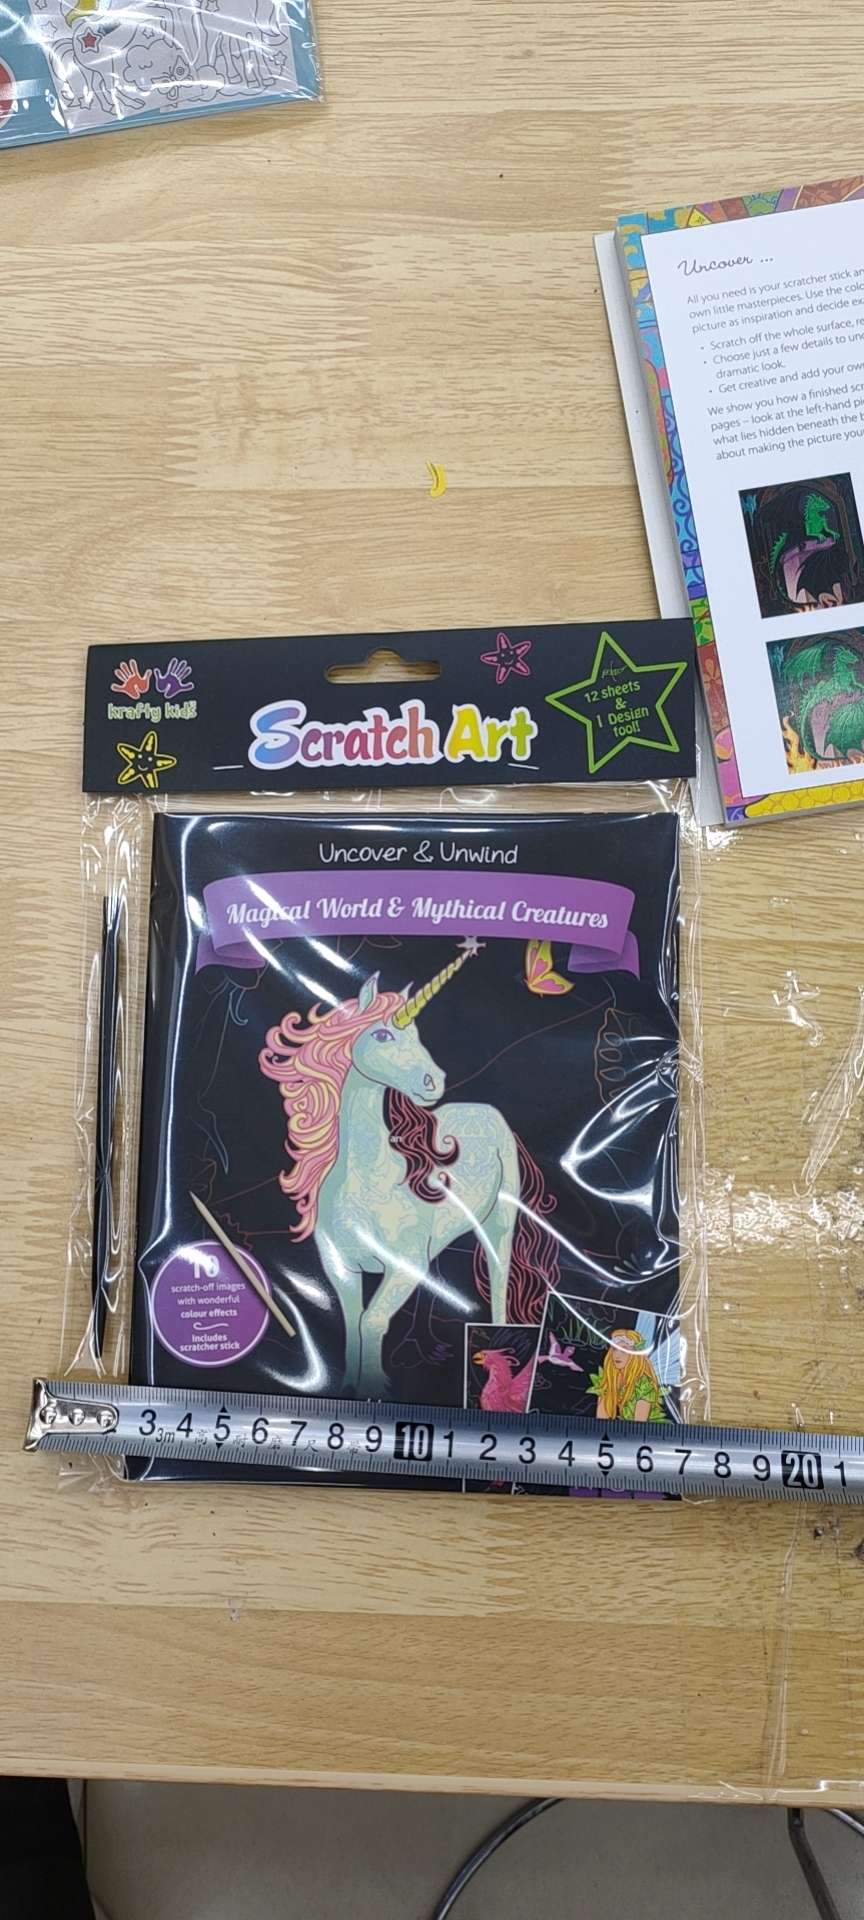 Uncover ...
All you need is your scratcher stick an
own little masterpieces. Use the colo
picture as inspiration and decide ex
• Scratch off the whole surface, re
• Choose just a few details to unc
dramatic look.
• Get creative and add your own
We show you how a finished scr
pages – look at the left-hand pi
what lies hidden beneath the b
about making the picture your
krafty kids
Scratch Art
12 sheets
&
1 Design
tool!
Uncover & Unwind
Magical World & Mythical Creatures
10
scratch-off images
with wonderful
colour effects
Includes
scratcher stick
3 3m 4 5 6 7 8 9 10 1 2 3 4 5 6 7 8 9 20 1